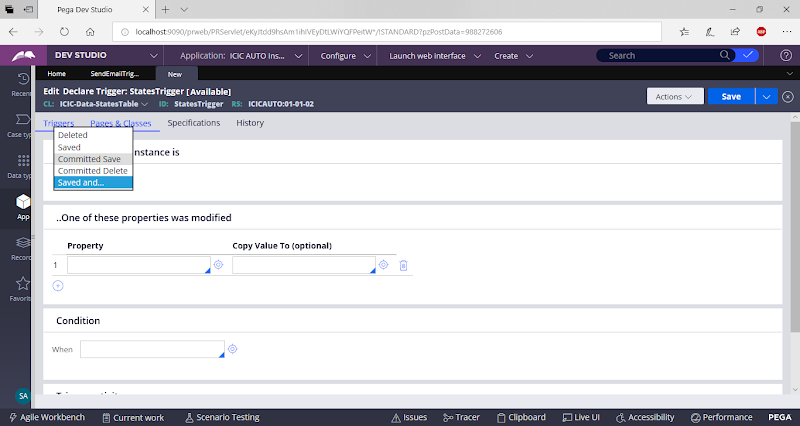 Pega Dev Studio
localhost:9090/prweb/PRServlet/eKyJtdd9hsAm1ihIVEyDtLWiYQFPeitW*/!STANDARD?pzPostData=988272606
DEV STUDIO
Application: ICIC AUTO Ins...
Configure
Launch web interface
Create
Search
Home
SendEmailTrig...
New
Recen
Edit Declare Trigger: StatesTrigger [Available]
CL: ICIC-Data-StatesTable
ID: StatesTrigger
RS: ICICAUTO:01-01-02
Actions
Save
Triggers
Pages & Classes
Specifications
History
Case typ
Deleted
Saved
Committed Save
Committed Delete
Saved and...
nstance is
Data typ
App
..One of these properties was modified
Property
Copy Value To (optional)
1
Record
Favorite
Condition
When
SA
Agile Workbench
Current work
Scenario Testing
Issues
Tracer
Clipboard
Live UI
Accessibility
Performance
PEGA